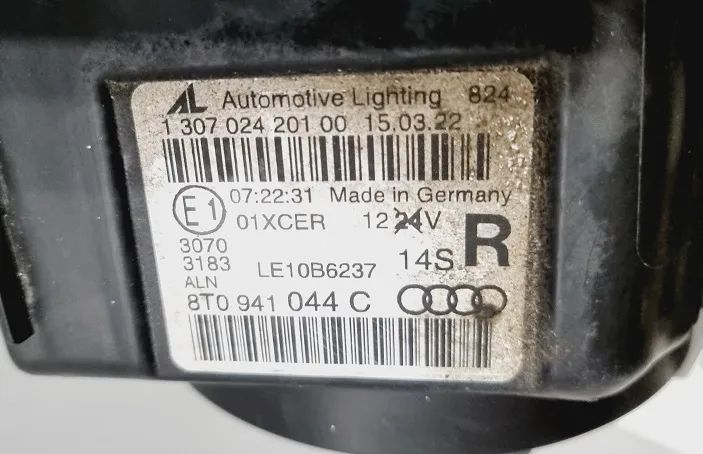 AL Automotive Lighting 824
1 307 024 201 00 15.03.22
07:22:31 Made in Germany
E1 01XCER 12 24V R
3070
3183 LE10B6237 14S
ALN
8T0 941 044 C